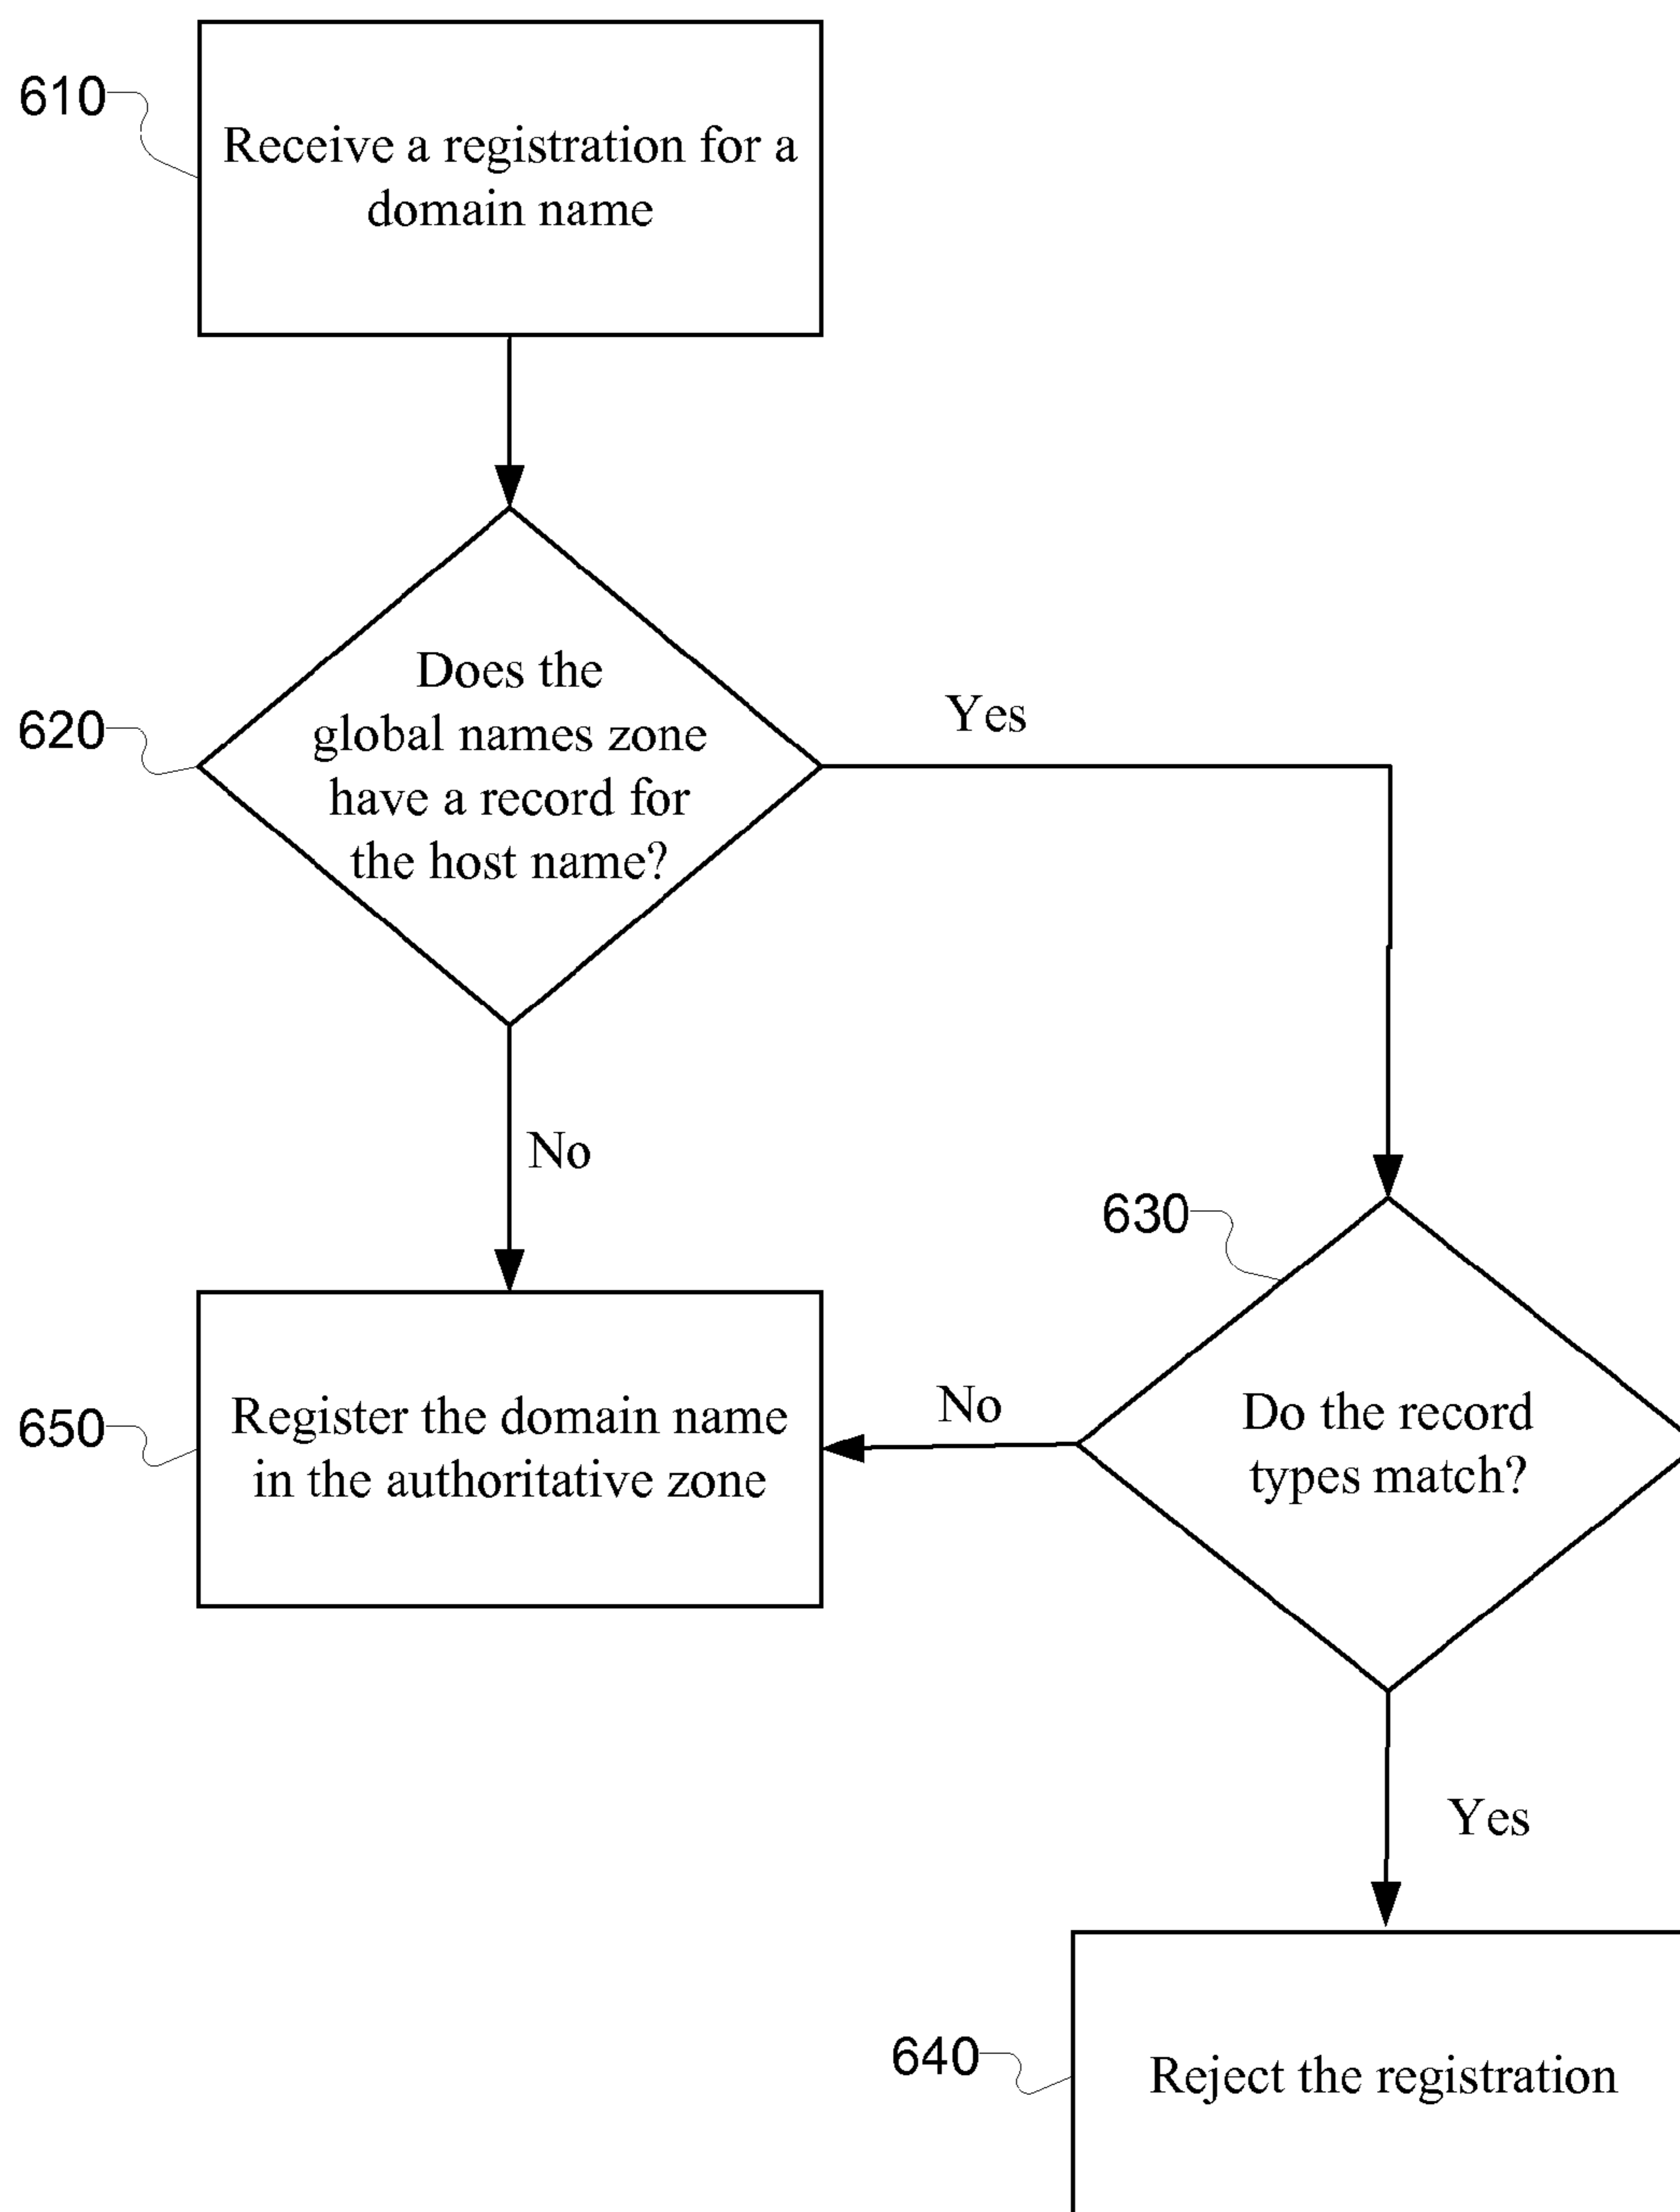 610
Receive a registration for a
domain name
620
Does the
global names zone
have a record for
the host name?
Yes
No
630
Do the record
types match?
No
650
Register the domain name
in the authoritative zone
Yes
640
Reject the registration